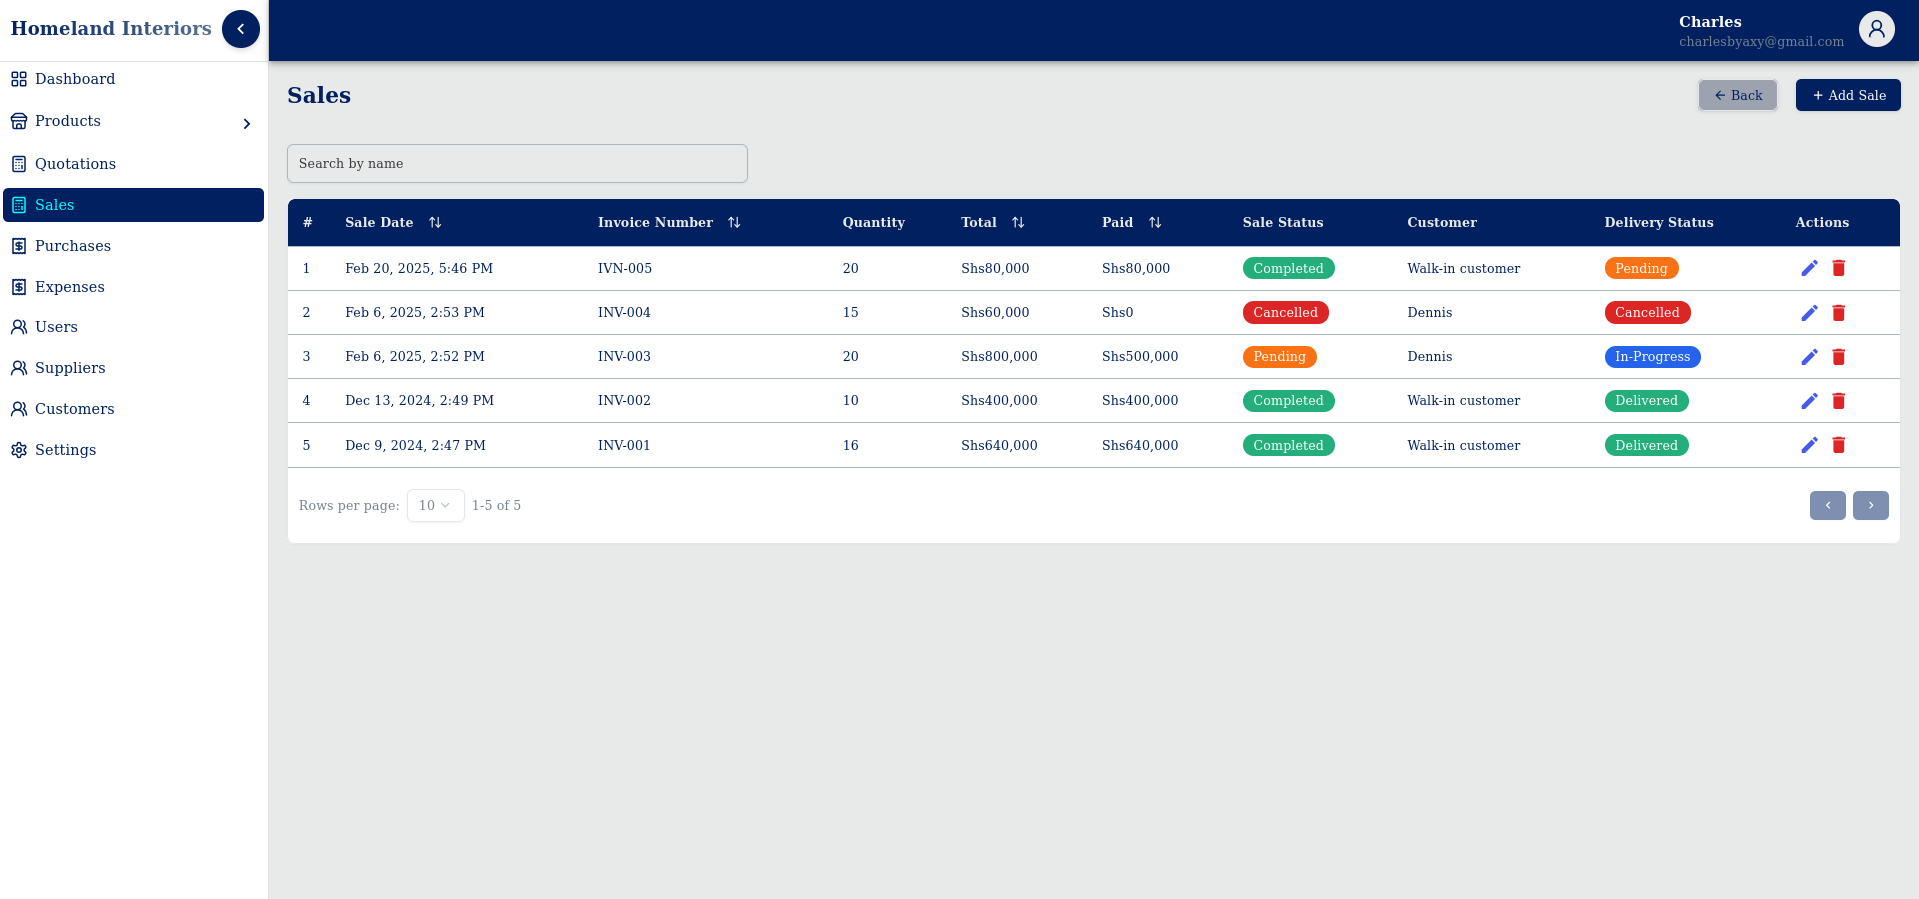 Homeland Interiors
Charles
charlesbyaxy@gmail.com
Dashboard
Products
Quotations
Sales
Purchases
Expenses
Users
Suppliers
Customers
Settings
Sales
Back
+ Add Sale
Search by name
# Sale Date Invoice Number Quantity Total Paid Sale Status Customer Delivery Status Actions
1 Feb 20, 2025, 5:46 PM IVN-005 20 Shs80,000 Shs80,000 Completed Walk-in customer Pending
2 Feb 6, 2025, 2:53 PM INV-004 15 Shs60,000 Shs0 Cancelled Dennis Cancelled
3 Feb 6, 2025, 2:52 PM INV-003 20 Shs800,000 Shs500,000 Pending Dennis In-Progress
4 Dec 13, 2024, 2:49 PM INV-002 10 Shs400,000 Shs400,000 Completed Walk-in customer Delivered
5 Dec 9, 2024, 2:47 PM INV-001 16 Shs640,000 Shs640,000 Completed Walk-in customer Delivered
Rows per page: 10 1-5 of 5